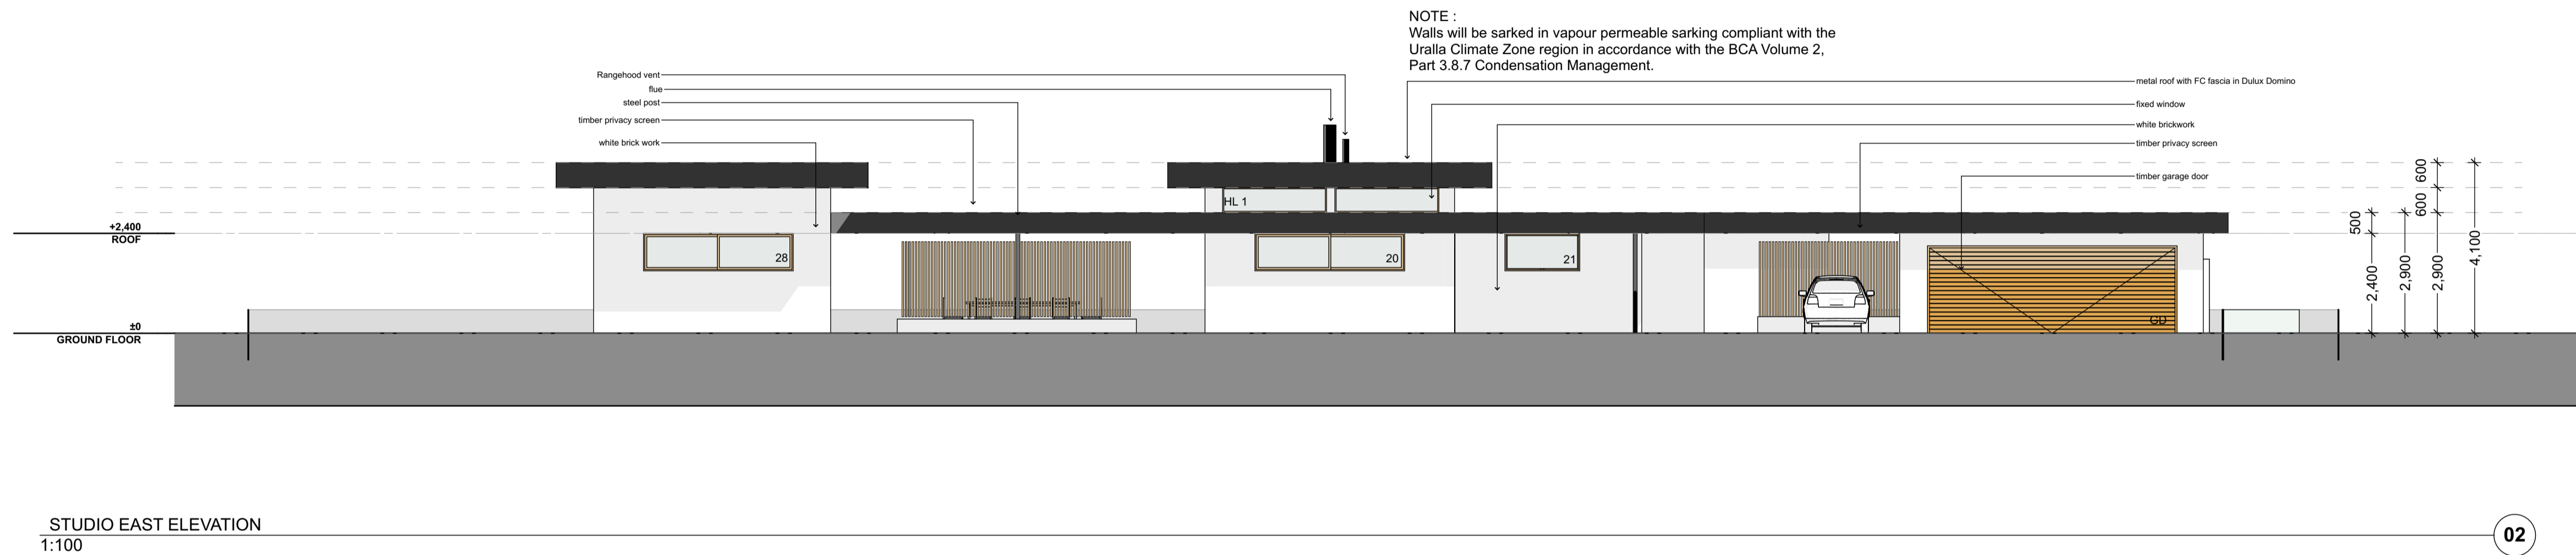 NOTE :
Walls will be sarked in vapour permeable sarking compliant with the
Uralla Climate Zone region in accordance with the BCA Volume 2,
Part 3.8.7 Condensation Management.
Rangehood vent
flue
steel post
timber privacy screen
white brick work
metal roof with FC fascia in Dulux Domino
fixed window
white brickwork
timber privacy screen
timber garage door
HL 1
28
20
21
GD
+2,400
ROOF
±0
GROUND FLOOR
500
2,400
2,900
600
600
2,900
4,100
STUDIO EAST ELEVATION
1:100
02